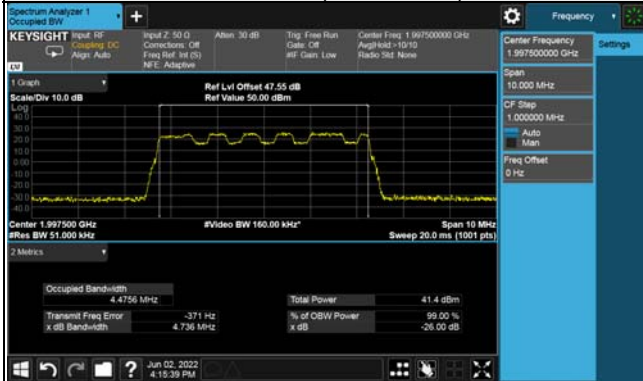 Spectrum Analyzer 1
Occupied BW
+
Frequency
KEYSIGHT
Input: RF
Coupling: DC
Align: Auto
Input Z: 50 Ω
Corrections: Off
Freq Ref: Int (S)
NFE: Adaptive
Atten: 30 dB
Trig: Free Run
Gate: Off
#IF Gain: Low
Center Freq: 1.997500000 GHz
Avg|Hold:>10/10
Radio Std: None
Center Frequency
1.997500000 GHz
Settings
Span
10.000 MHz
CF Step
1.000000 MHz
Auto
Man
Freq Offset
0 Hz
1 Graph
Scale/Div 10.0 dB
Ref Lvl Offset 47.55 dB
Ref Value 50.00 dBm
Log
40.0
30.0
20.0
10.0
0.00
-10.0
-20.0
-30.0
-40.0
Center 1.997500 GHz
#Res BW 51.000 kHz
#Video BW 160.00 kHz*
Span 10 MHz
Sweep 20.0 ms (1001 pts)
2 Metrics
Occupied Bandwidth
4.4756 MHz
Total Power 41.4 dBm
Transmit Freq Error -371 Hz
% of OBW Power 99.00 %
x dB Bandwidth 4.736 MHz
x dB -26.00 dB
?
Jun 02, 2022
4:15:39 PM